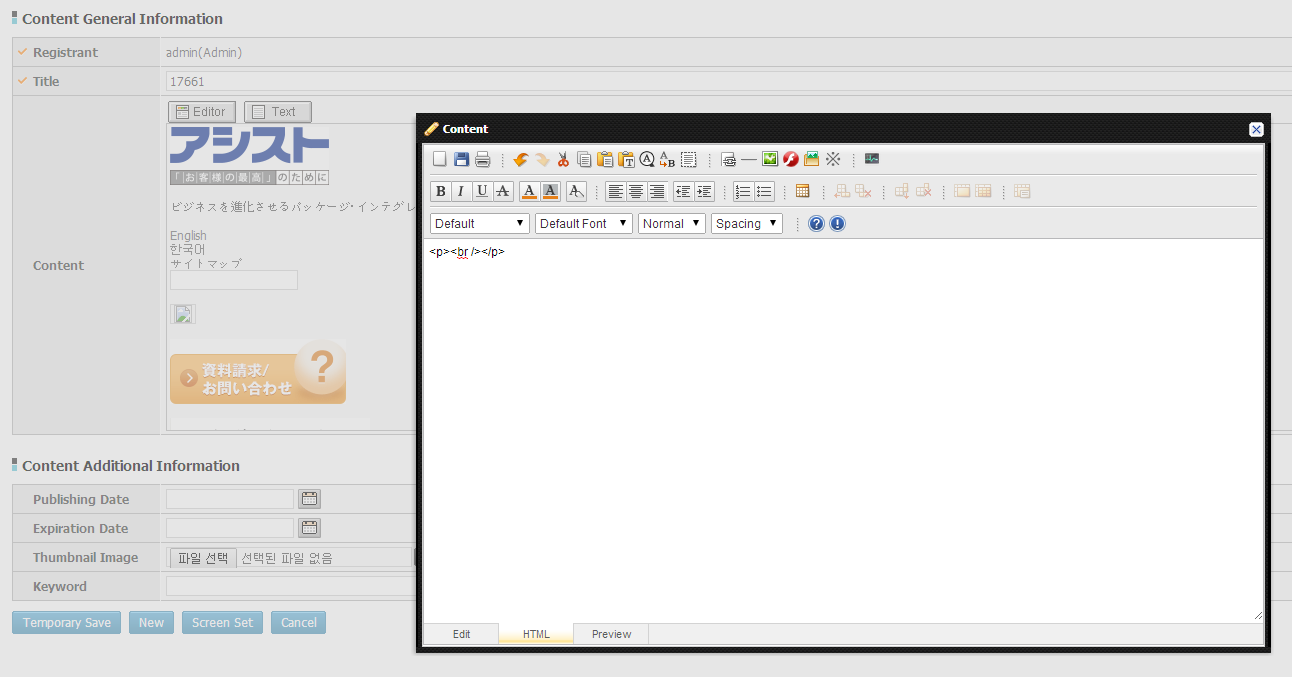 Content General Information
Registrant
admin(Admin)
Title
17661
Content
Editor
Text
アシスト
「お客様の最高」のために
ビジネスを進化させるパッケージ・インテグレ
English
한국어
サイトマップ
資料請求/
お問い合わせ
?
Content
B I U A A A A
Default
Default Font
Normal
Spacing
? !
<p><br /></p>
Edit
HTML
Preview
Content Additional Information
Publishing Date
Expiration Date
Thumbnail Image
파일 선택
선택된 파일 없음
Keyword
Temporary Save
New
Screen Set
Cancel